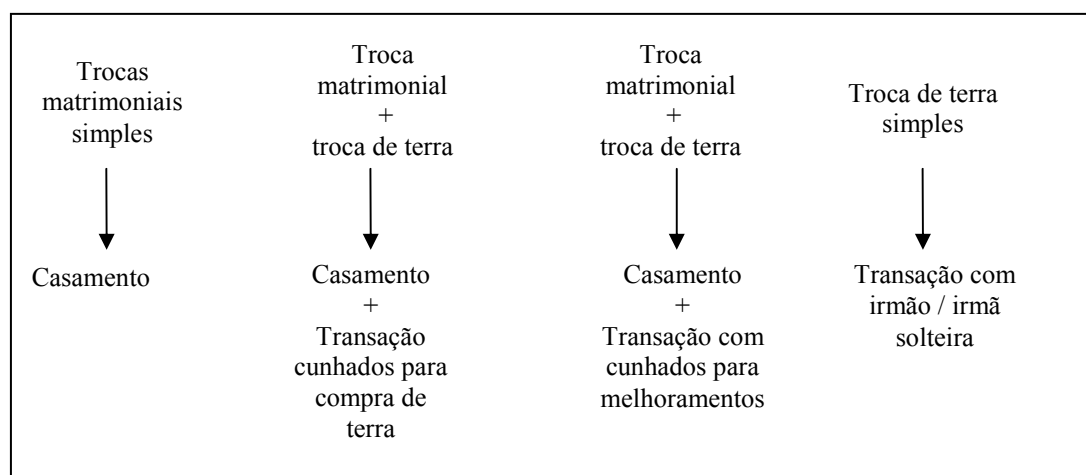 Trocas
matrimoniais
simples
Troca
matrimonial
+
troca de terra
Troca
matrimonial
+
troca de terra
Troca de terra
simples
Casamento
Casamento
+
Transação
cunhados para
compra de
terra
Casamento
+
Transação com
cunhados para
melhoramentos
Transação com
irmão / irmã
solteira